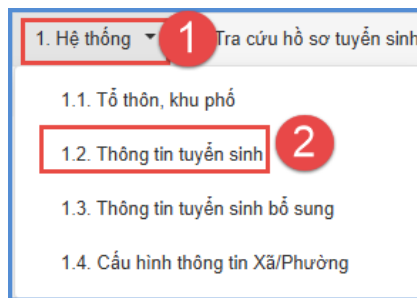 1. Hệ thống 1 Tra cứu hồ sơ tuyển sinh
1.1. Tổ thôn, khu phố
1.2. Thông tin tuyển sinh 2
1.3. Thông tin tuyển sinh bổ sung
1.4. Cấu hình thông tin Xã/Phường